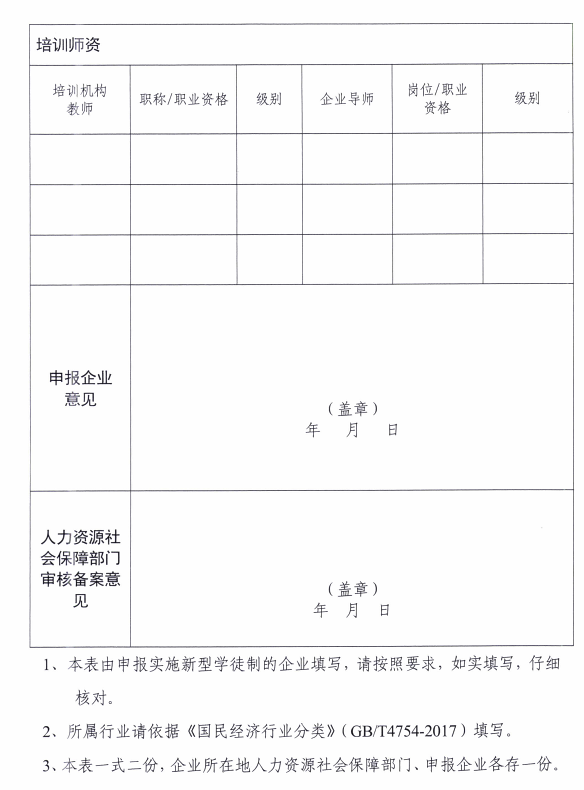 培训师资
培训机构
教师
职称/职业资格
级别
企业导师
岗位/职业
资格
级别
申报企业
意见
（盖章）
年 月 日
人力资源社
会保障部门
审核备案意
见
（盖章）
年 月 日
1、本表由申报实施新型学徒制的企业填写，请按照要求，如实填写，仔细
核对。
2、所属行业请依据《国民经济行业分类》（GB/T4754-2017）填写。
3、本表一式二份，企业所在地人力资源社会保障部门、申报企业各存一份。